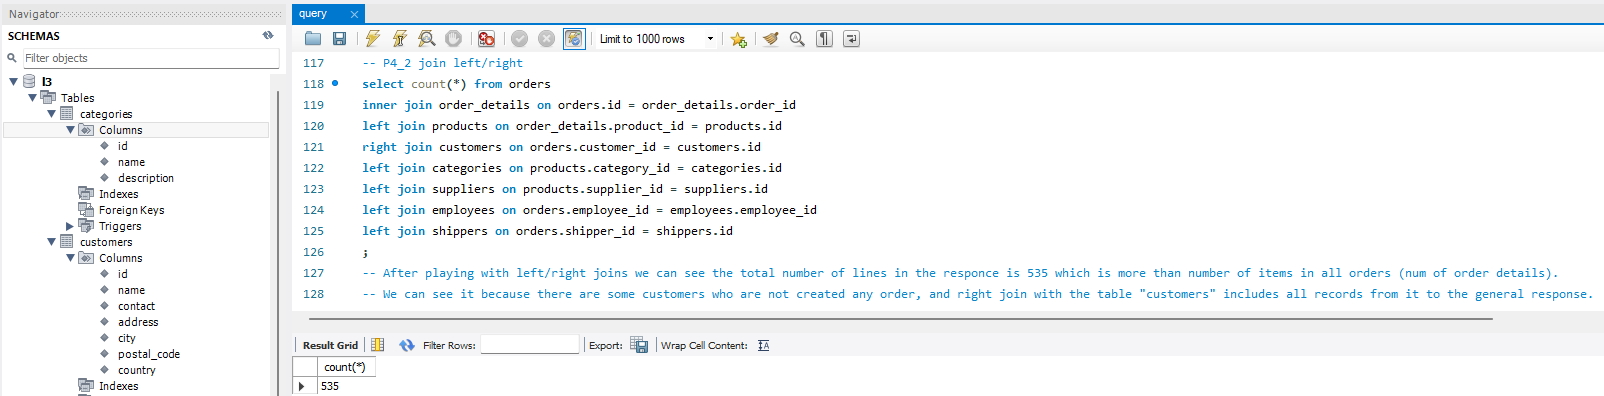 Navigator
SCHEMAS
Filter objects
l3
Tables
categories
Columns
id
name
description
Indexes
Foreign Keys
Triggers
customers
Columns
id
name
contact
address
city
postal_code
country
Indexes
query
Limit to 1000 rows
117 -- P4_2 join left/right
118 select count(*) from orders
119 inner join order_details on orders.id = order_details.order_id
120 left join products on order_details.product_id = products.id
121 right join customers on orders.customer_id = customers.id
122 left join categories on products.category_id = categories.id
123 left join suppliers on products.supplier_id = suppliers.id
124 left join employees on orders.employee_id = employees.employee_id
125 left join shippers on orders.shipper_id = shippers.id
126 ;
127 -- After playing with left/right joins we can see the total number of lines in the responce is 535 which is more than number of items in all orders (num of order details).
128 -- We can see it because there are some customers who are not created any order, and right join with the table "customers" includes all records from it to the general response.
Result Grid Filter Rows: Export: Wrap Cell Content:
count(*)
535